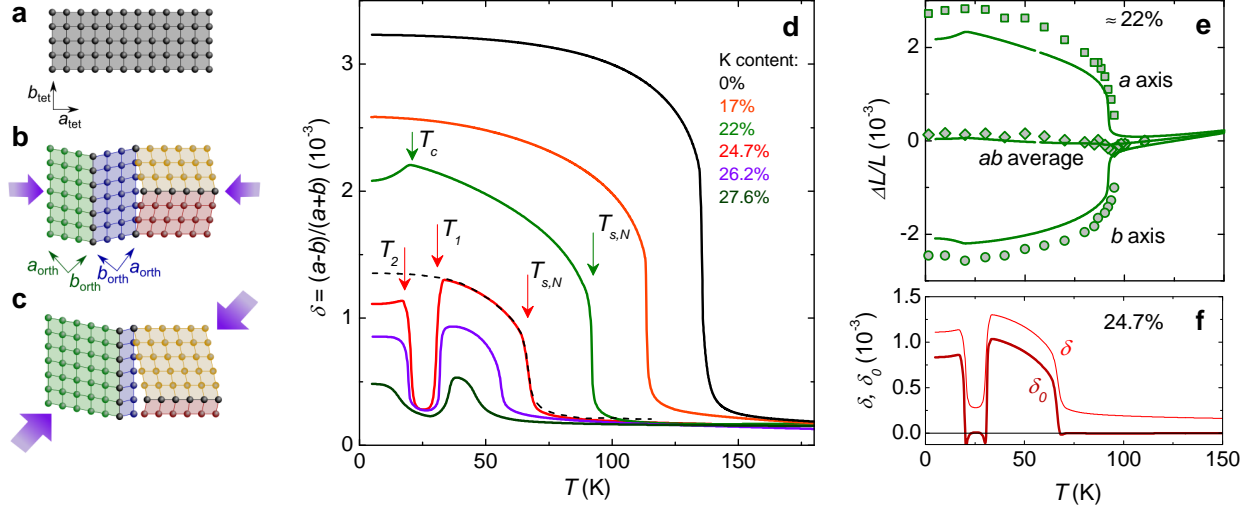 a
b_tet
a_tet
b
a_orth
b_orth
b_orth
a_orth
c
d
δ = (a-b)/(a+b) (10⁻³)
3
2
1
0
0
50
100
150
T (K)
K content:
0%
17%
22%
24.7%
26.2%
27.6%
T_c
T_s,N
T_2
T_1
T_s,N
e
≈ 22%
ΔL/L (10⁻³)
2
0
-2
a axis
ab average
b axis
f
24.7%
δ, δ_0 (10⁻³)
1.5
1.0
0.5
0.0
δ
δ_0
0
50
100
150
T (K)